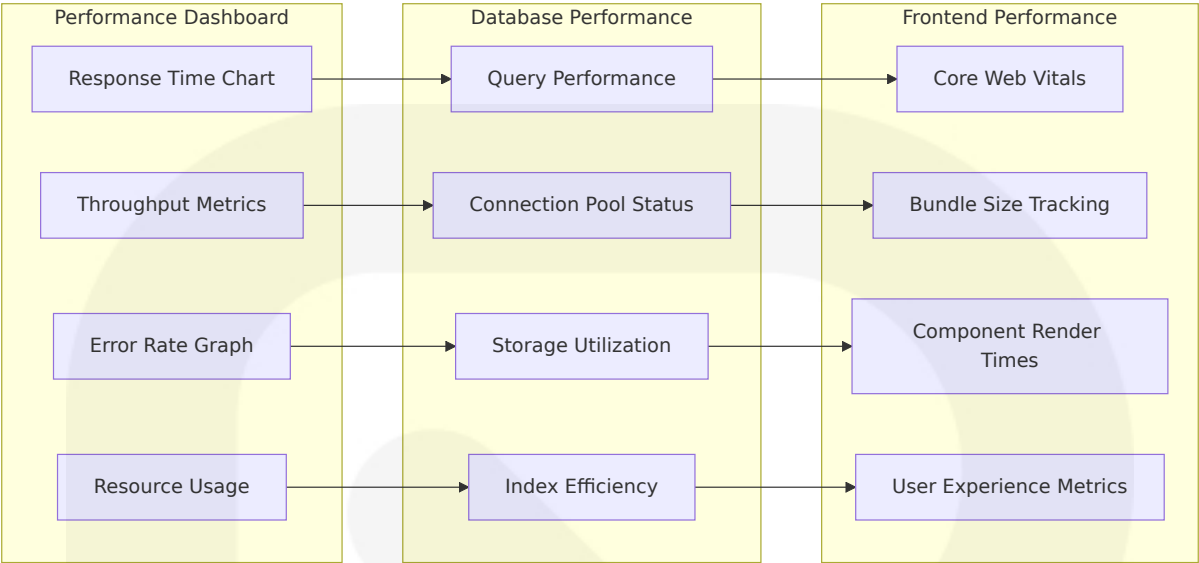 Performance Dashboard
Database Performance
Frontend Performance
Response Time Chart
Query Performance
Core Web Vitals
Throughput Metrics
Connection Pool Status
Bundle Size Tracking
Error Rate Graph
Storage Utilization
Component Render
Times
Resource Usage
Index Efficiency
User Experience Metrics